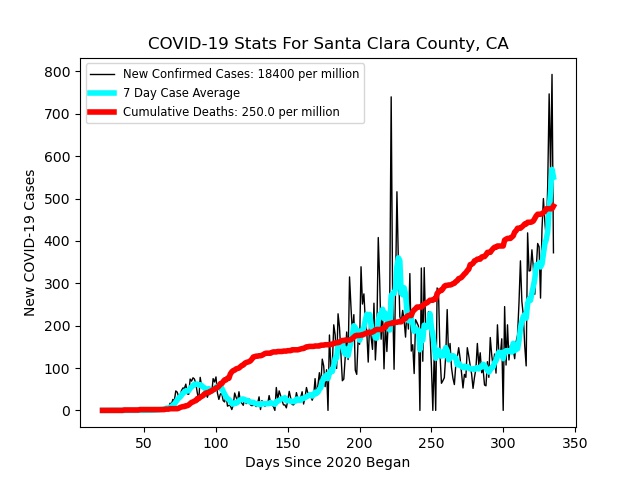 COVID-19 Stats For Santa Clara County, CA
New Confirmed Cases: 18400 per million
7 Day Case Average
Cumulative Deaths: 250.0 per million
800
700
600
500
400
300
200
100
0
New COVID-19 Cases
50 100 150 200 250 300 350
Days Since 2020 Began